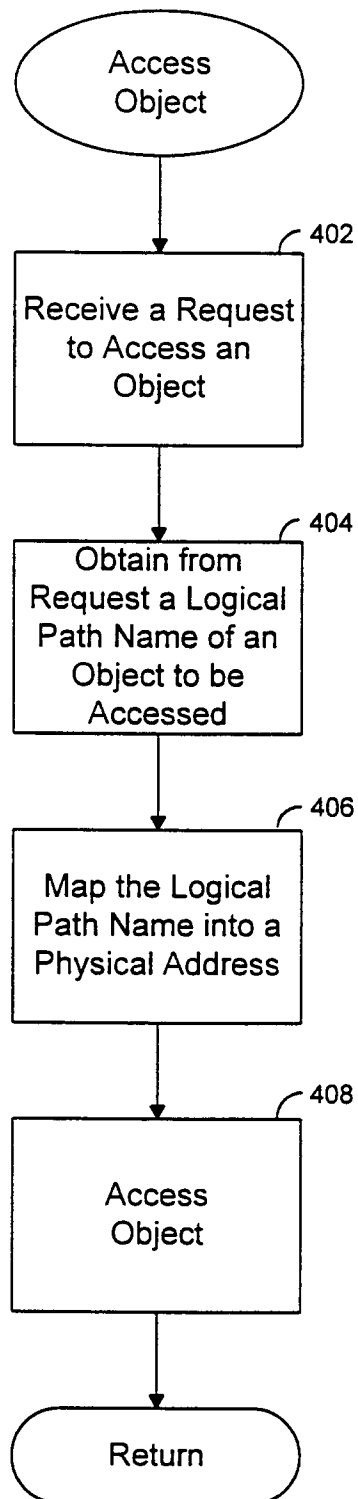 Access
Object
402
Receive a Request
to Access an
Object
404
Obtain from
Request a Logical
Path Name of an
Object to be
Accessed
406
Map the Logical
Path Name into a
Physical Address
408
Access
Object
Return